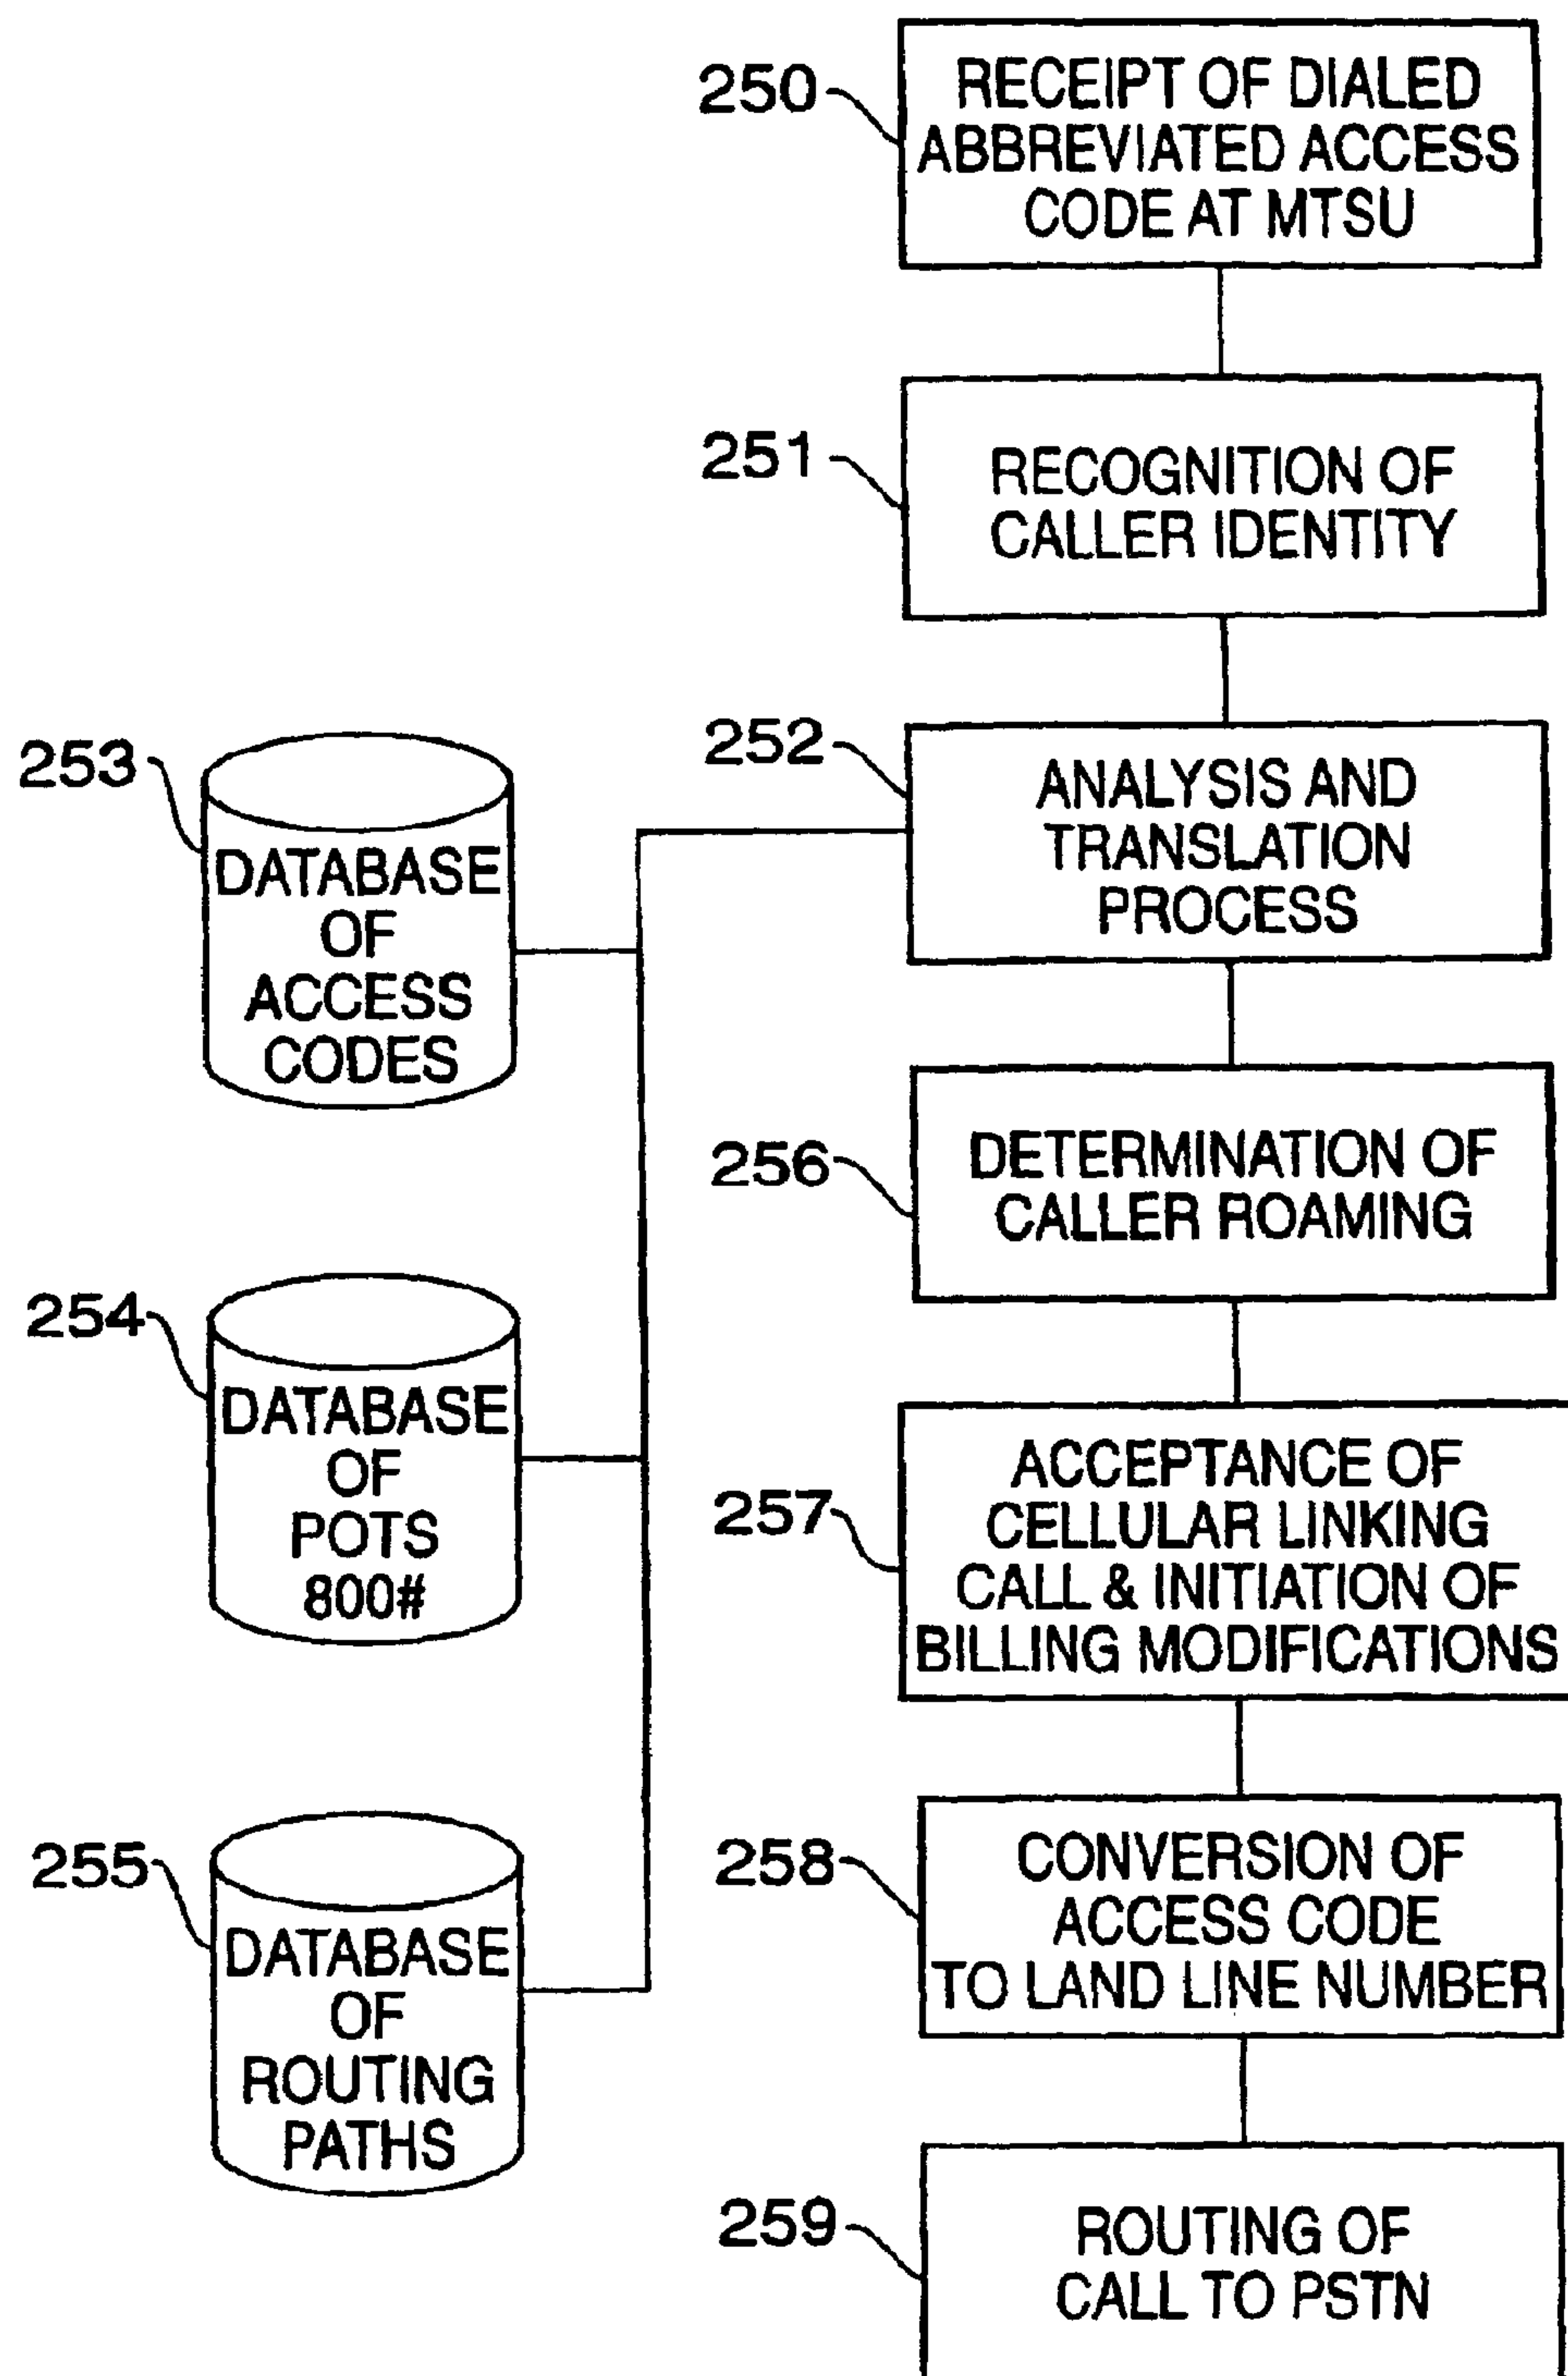 250
RECEIPT OF DIALED
ABBREVIATED ACCESS
CODE AT MTSU
251
RECOGNITION OF
CALLER IDENTITY
252
ANALYSIS AND
TRANSLATION
PROCESS
253
DATABASE
OF
ACCESS
CODES
256
DETERMINATION OF
CALLER ROAMING
254
DATABASE
OF
POTS
800#
257
ACCEPTANCE OF
CELLULAR LINKING
CALL & INITIATION OF
BILLING MODIFICATIONS
255
DATABASE
OF
ROUTING
PATHS
258
CONVERSION OF
ACCESS CODE
TO LAND LINE NUMBER
259
ROUTING OF
CALL TO PSTN